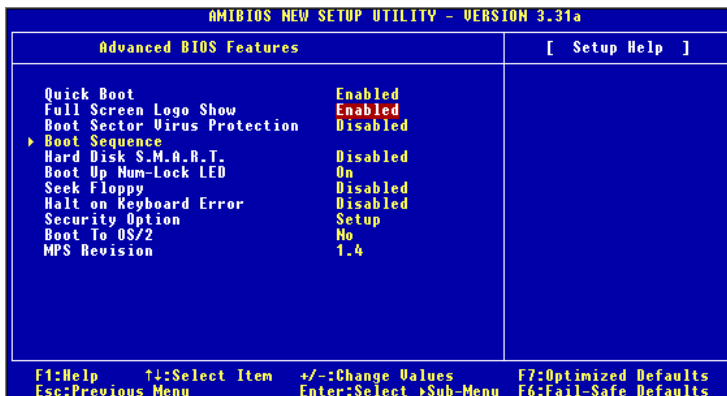 AMIBIOS NEW SETUP UTILITY - VERSION 3.31a
Advanced BIOS Features [ Setup Help ]
Quick Boot Enabled
Full Screen Logo Show Enabled
Boot Sector Virus Protection Disabled
▶ Boot Sequence
Hard Disk S.M.A.R.T. Disabled
Boot Up Num-Lock LED On
Seek Floppy Disabled
Halt on Keyboard Error Disabled
Security Option Setup
Boot To OS/2 No
MPS Revision 1.4
F1:Help ↑↓:Select Item +/-:Change Values F7:Optimized Defaults
Esc:Previous Menu Enter:Select ▶Sub-Menu F6:Fail-Safe Defaults